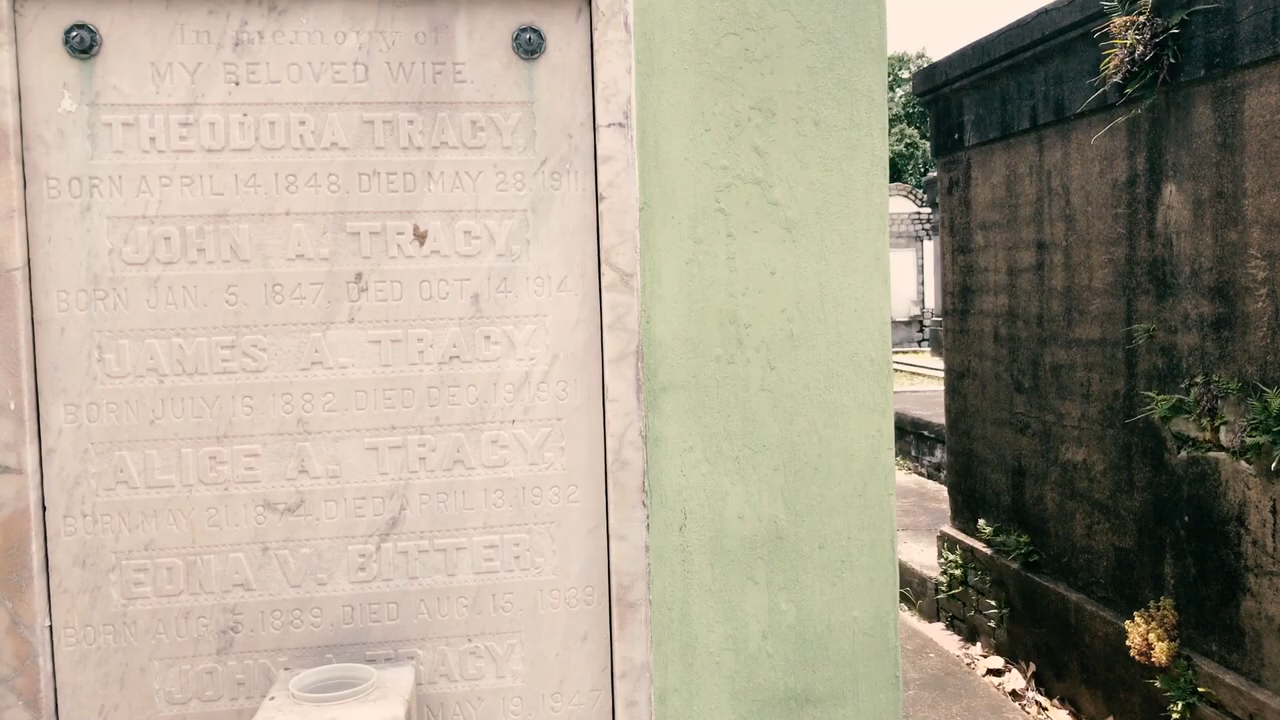 In memory of
MY BELOVED WIFE.
THEODORA TRACY,
BORN APRIL 14. 1848. DIED MAY 28. 1911.
JOHN A. TRACY,
BORN JAN. 5. 1847. DIED OCT. 14. 1914.
JAMES A. TRACY,
BORN JULY 16. 1882. DIED DEC. 19. 1931
ALICE A. TRACY,
BORN MAY 21. 1874. DIED APRIL 13. 1932
EDNA V. BITTER,
BORN AUG. 5. 1889. DIED AUG. 15. 1939.
JOHN TRACY,
MAY 19. 1947